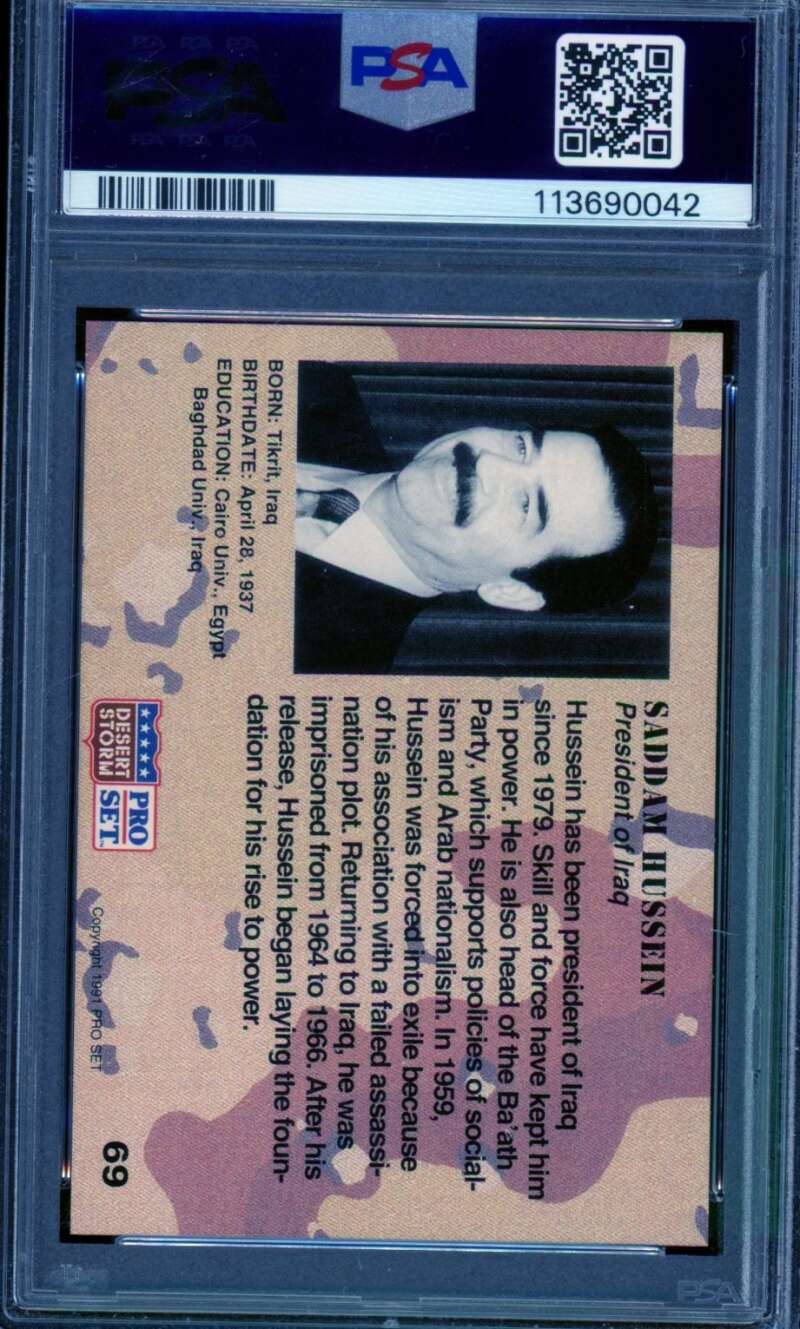 PSA
PSA
113690042
SADDAM HUSSEIN
President of Iraq
Hussein has been president of Iraq
since 1979. Skill and force have kept him
in power. He is also head of the Ba'ath
Party, which supports policies of social-
ism and Arab nationalism. In 1959,
Hussein was forced into exile because
of his association with a failed assassi-
nation plot. Returning to Iraq, he was
imprisoned from 1964 to 1966. After his
release, Hussein began laying the foun-
dation for his rise to power.
BORN: Tikrit, Iraq
BIRTHDATE: April 28, 1937
EDUCATION: Cairo Univ., Egypt
Baghdad Univ., Iraq
DESERT
STORM
PRO
SET™
Copyright 1991 PRO SET
69
PSA